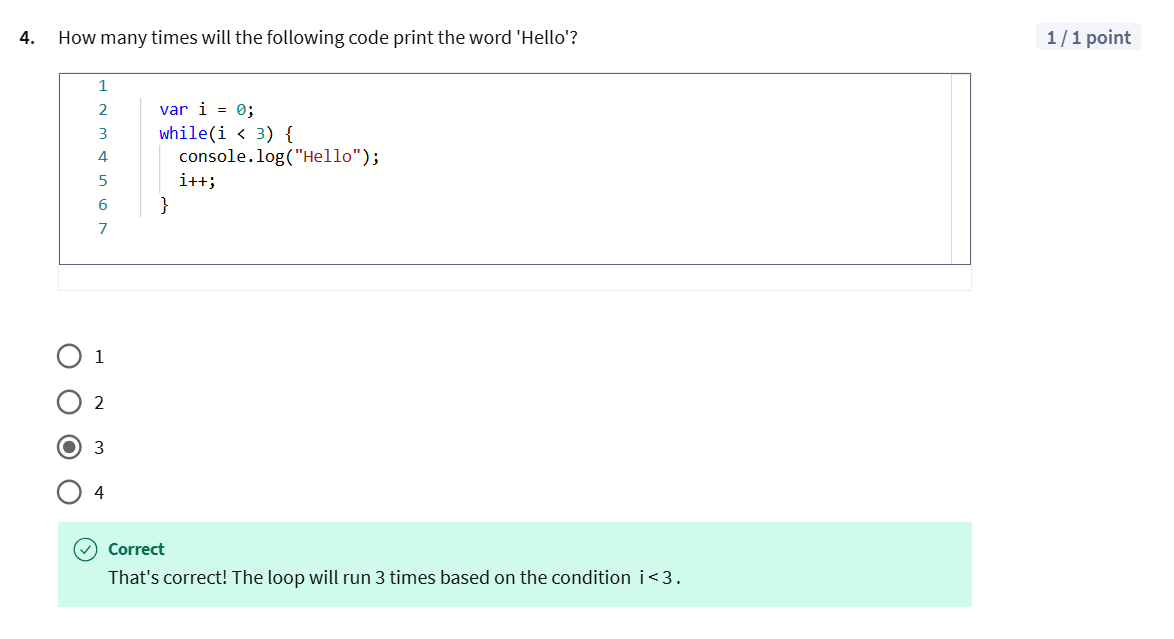 4. How many times will the following code print the word 'Hello'? 1 / 1 point
1
2 var i = 0;
3 while(i < 3) {
4 console.log("Hello");
5 i++;
6 }
7
1
2
3
4
Correct
That's correct! The loop will run 3 times based on the condition i<3.